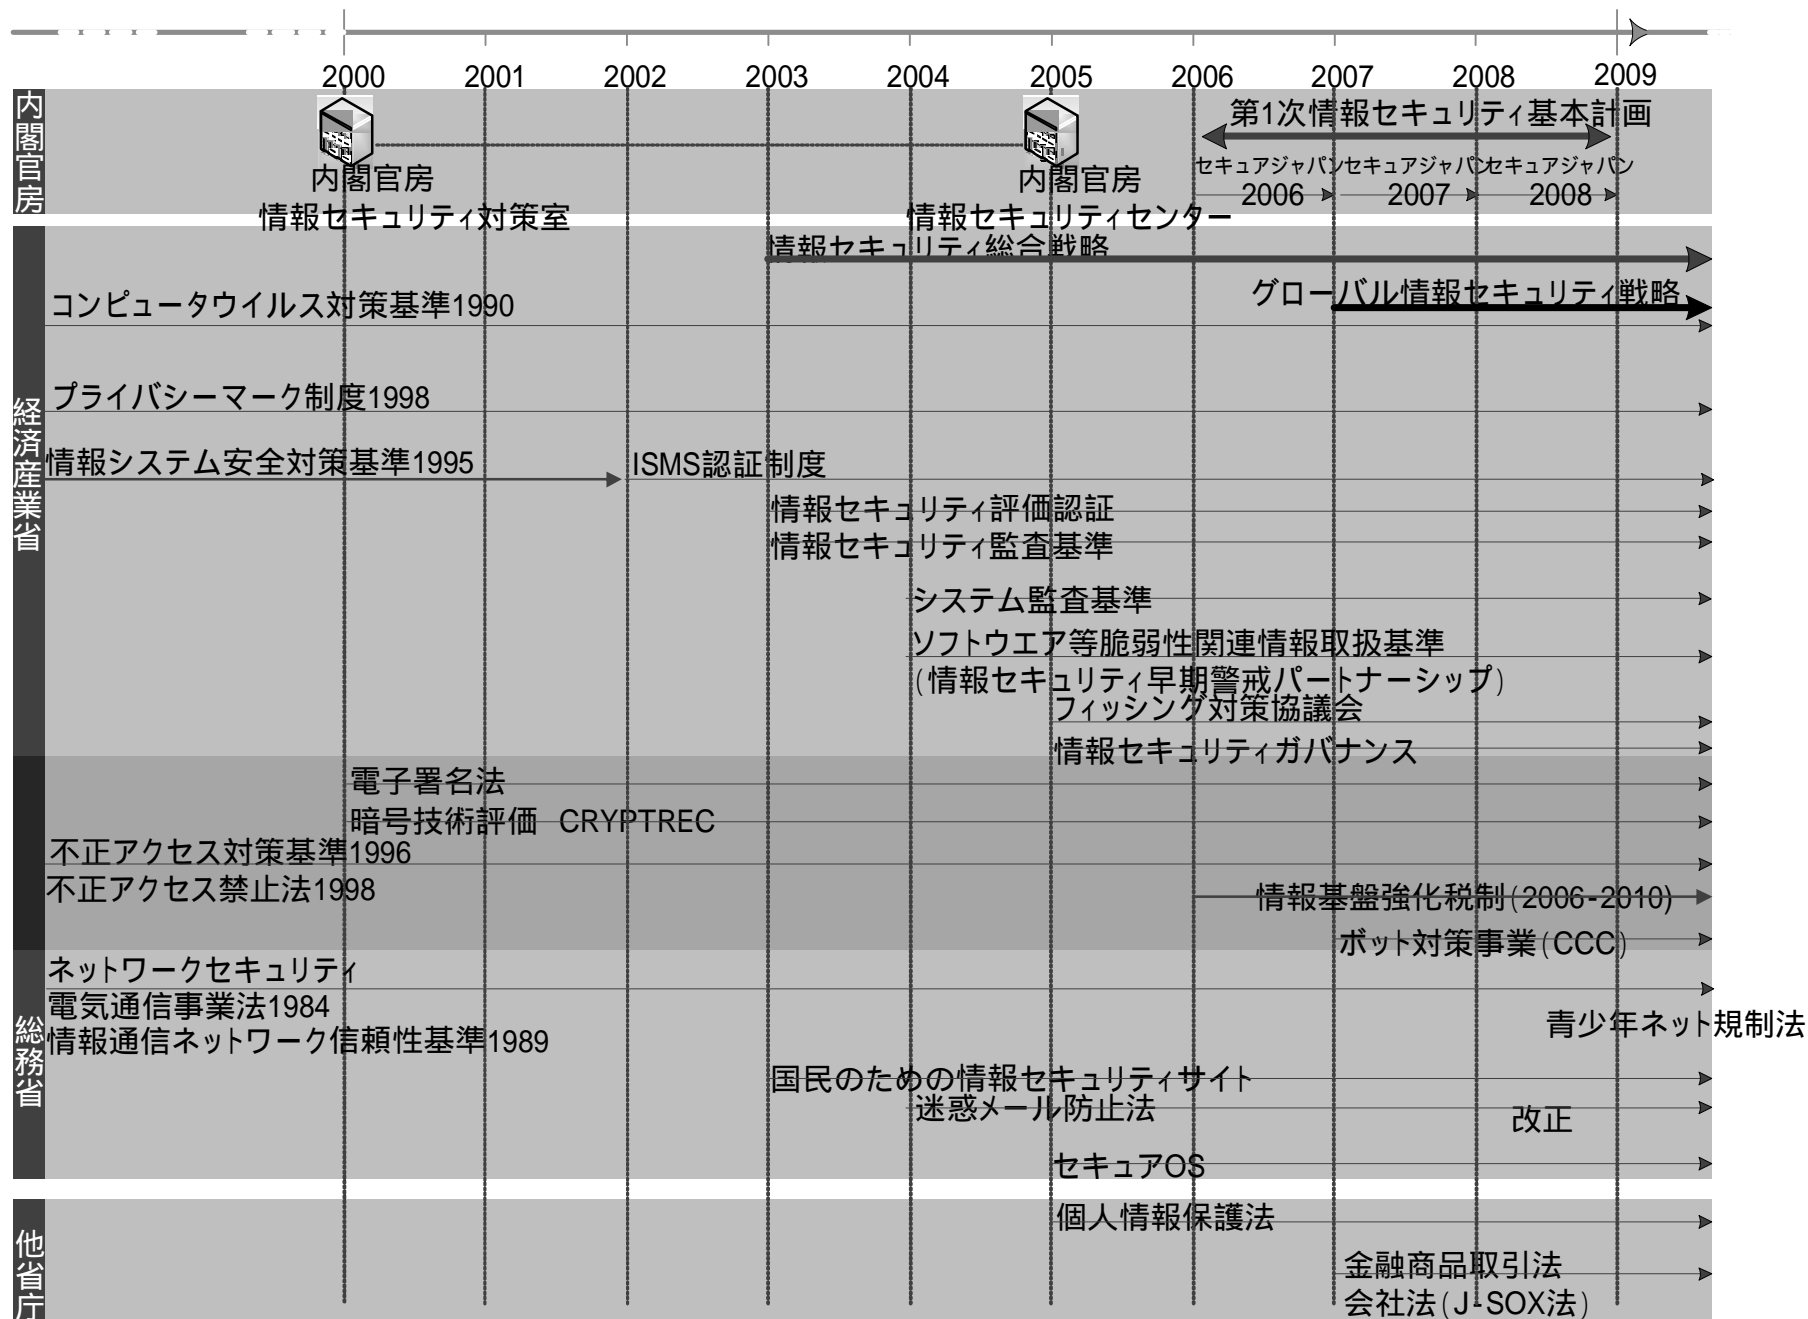 2000 2001 2002 2003 2004 2005 2006 2007 2008 2009
内閣官房
内閣官房
情報セキュリティ対策室
内閣官房
情報セキュリティセンター
第1次情報セキュリティ基本計画
セキュアジャパン
2006
セキュアジャパン
2007
セキュアジャパン
2008
経済産業省
情報セキュリティ総合戦略
グローバル情報セキュリティ戦略
コンピュータウイルス対策基準1990
プライバシーマーク制度1998
情報システム安全対策基準1995
ISMS認証制度
情報セキュリティ評価認証
情報セキュリティ監査基準
システム監査基準
ソフトウエア等脆弱性関連情報取扱基準
(情報セキュリティ早期警戒パートナーシップ)
フィッシング対策協議会
情報セキュリティガバナンス
電子署名法
暗号技術評価 CRYPTREC
不正アクセス対策基準1996
不正アクセス禁止法1998
情報基盤強化税制(2006-2010)
ボット対策事業(CCC)
総務省
ネットワークセキュリティ
電気通信事業法1984
情報通信ネットワーク信頼性基準1989
青少年ネット規制法
国民のための情報セキュリティサイト
迷惑メール防止法
改正
セキュアOS
他省庁
個人情報保護法
金融商品取引法
会社法(J-SOX法)